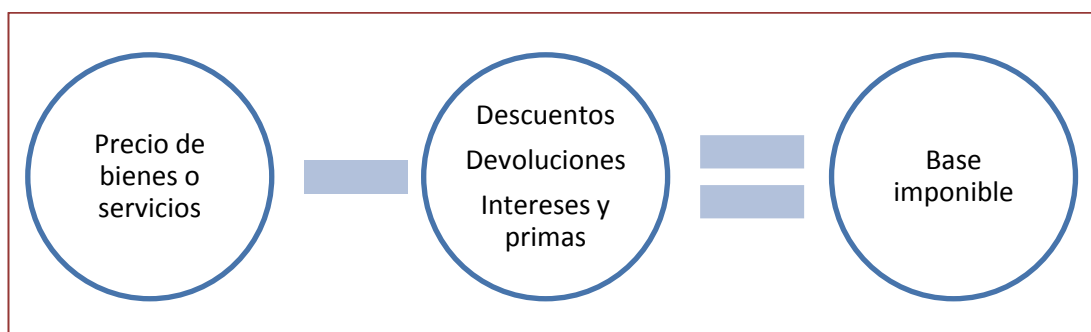 Precio de
bienes o
servicios
Descuentos
Devoluciones
Intereses y
primas
Base
imponible